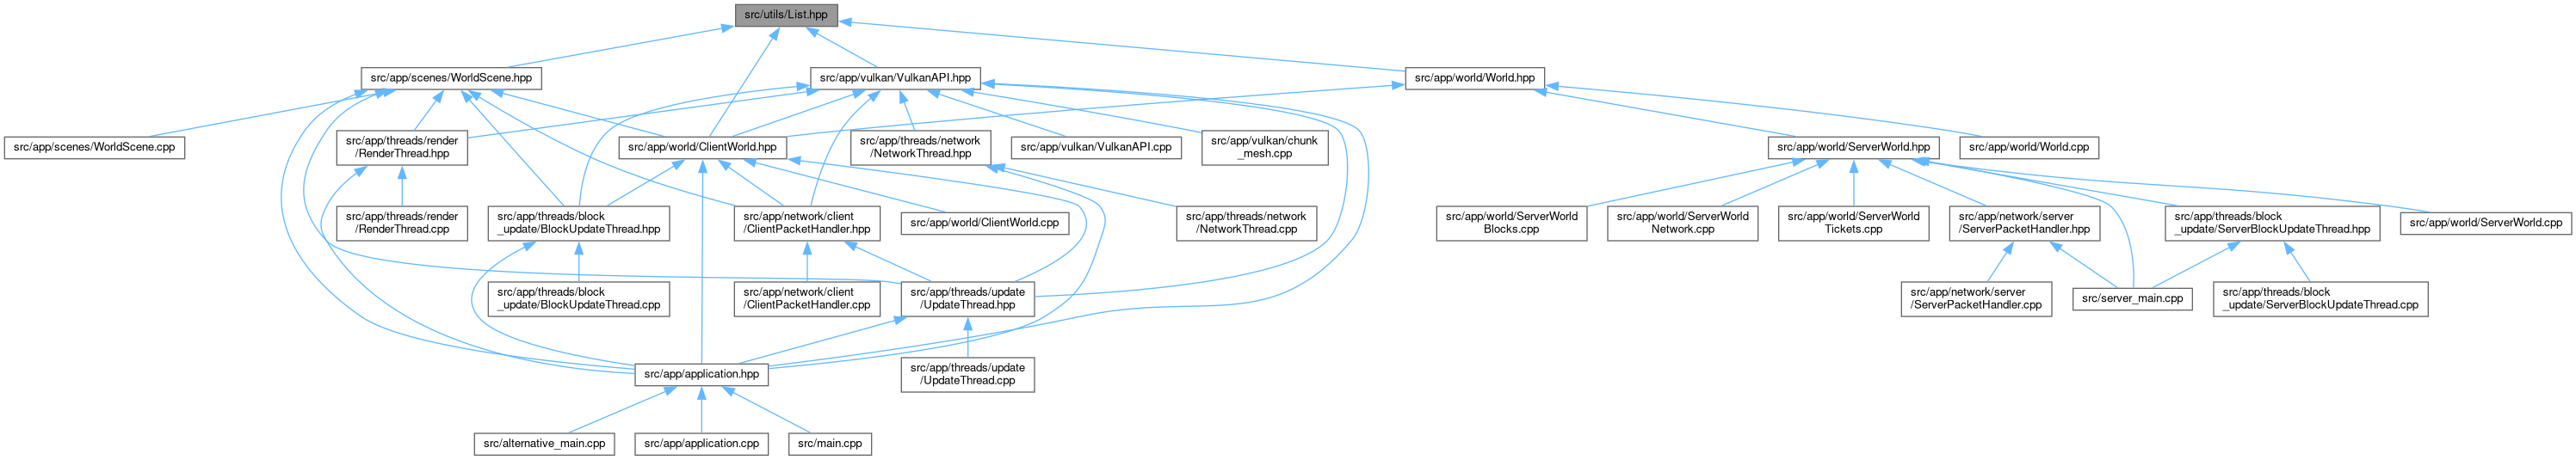 src/utils/List.hpp
src/app/scenes/WorldScene.hpp
src/app/vulkan/VulkanAPI.hpp
src/app/world/World.hpp
src/app/scenes/WorldScene.cpp
src/app/threads/render
/RenderThread.hpp
src/app/world/ClientWorld.hpp
src/app/threads/network
/NetworkThread.hpp
src/app/vulkan/VulkanAPI.cpp
src/app/vulkan/chunk
_mesh.cpp
src/app/world/ServerWorld.hpp
src/app/world/World.cpp
src/app/threads/render
/RenderThread.cpp
src/app/threads/block
_update/BlockUpdateThread.hpp
src/app/network/client
/ClientPacketHandler.hpp
src/app/world/ClientWorld.cpp
src/app/threads/network
/NetworkThread.cpp
src/app/world/ServerWorld
Blocks.cpp
src/app/world/ServerWorld
Network.cpp
src/app/world/ServerWorld
Tickets.cpp
src/app/network/server
/ServerPacketHandler.hpp
src/app/threads/block
_update/ServerBlockUpdateThread.hpp
src/app/world/ServerWorld.cpp
src/app/threads/block
_update/BlockUpdateThread.cpp
src/app/network/client
/ClientPacketHandler.cpp
src/app/threads/update
/UpdateThread.hpp
src/app/network/server
/ServerPacketHandler.cpp
src/server_main.cpp
src/app/threads/block
_update/ServerBlockUpdateThread.cpp
src/app/application.hpp
src/app/threads/update
/UpdateThread.cpp
src/alternative_main.cpp
src/app/application.cpp
src/main.cpp